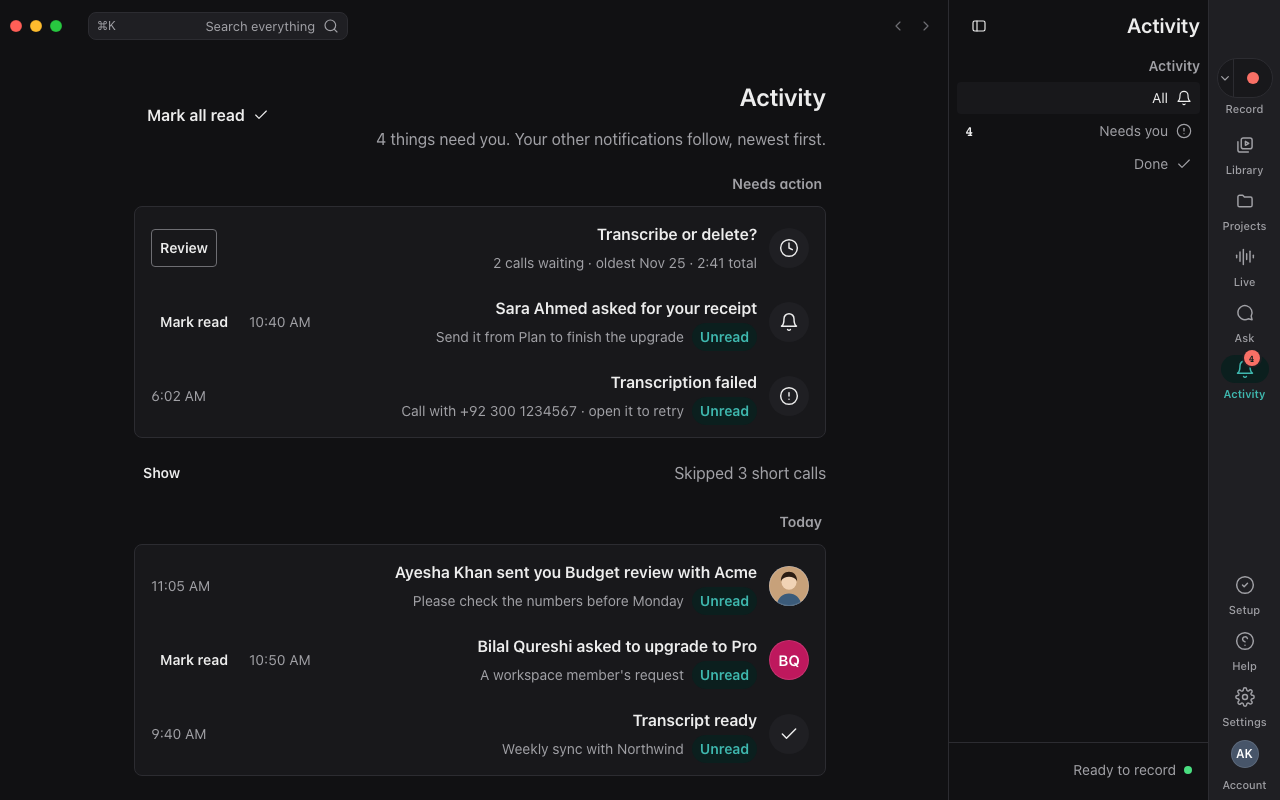 ⌘K
Search everything
Activity
Mark all read
4 things need you. Your other notifications follow, newest first.
Needs action
Transcribe or delete?
2 calls waiting · oldest Nov 25 · 2:41 total
Review
Sara Ahmed asked for your receipt
Send it from Plan to finish the upgrade
Unread
10:40 AM
Mark read
Transcription failed
Call with +92 300 1234567 · open it to retry
Unread
6:02 AM
Skipped 3 short calls
Show
Today
Ayesha Khan sent you Budget review with Acme
Please check the numbers before Monday
Unread
11:05 AM
BQ
Bilal Qureshi asked to upgrade to Pro
A workspace member's request
Unread
10:50 AM
Mark read
Transcript ready
Weekly sync with Northwind
Unread
9:40 AM
Activity
Activity
All
Needs you
4
Done
Ready to record
Record
Library
Projects
Live
Ask
4
Activity
Setup
Help
Settings
AK
Account